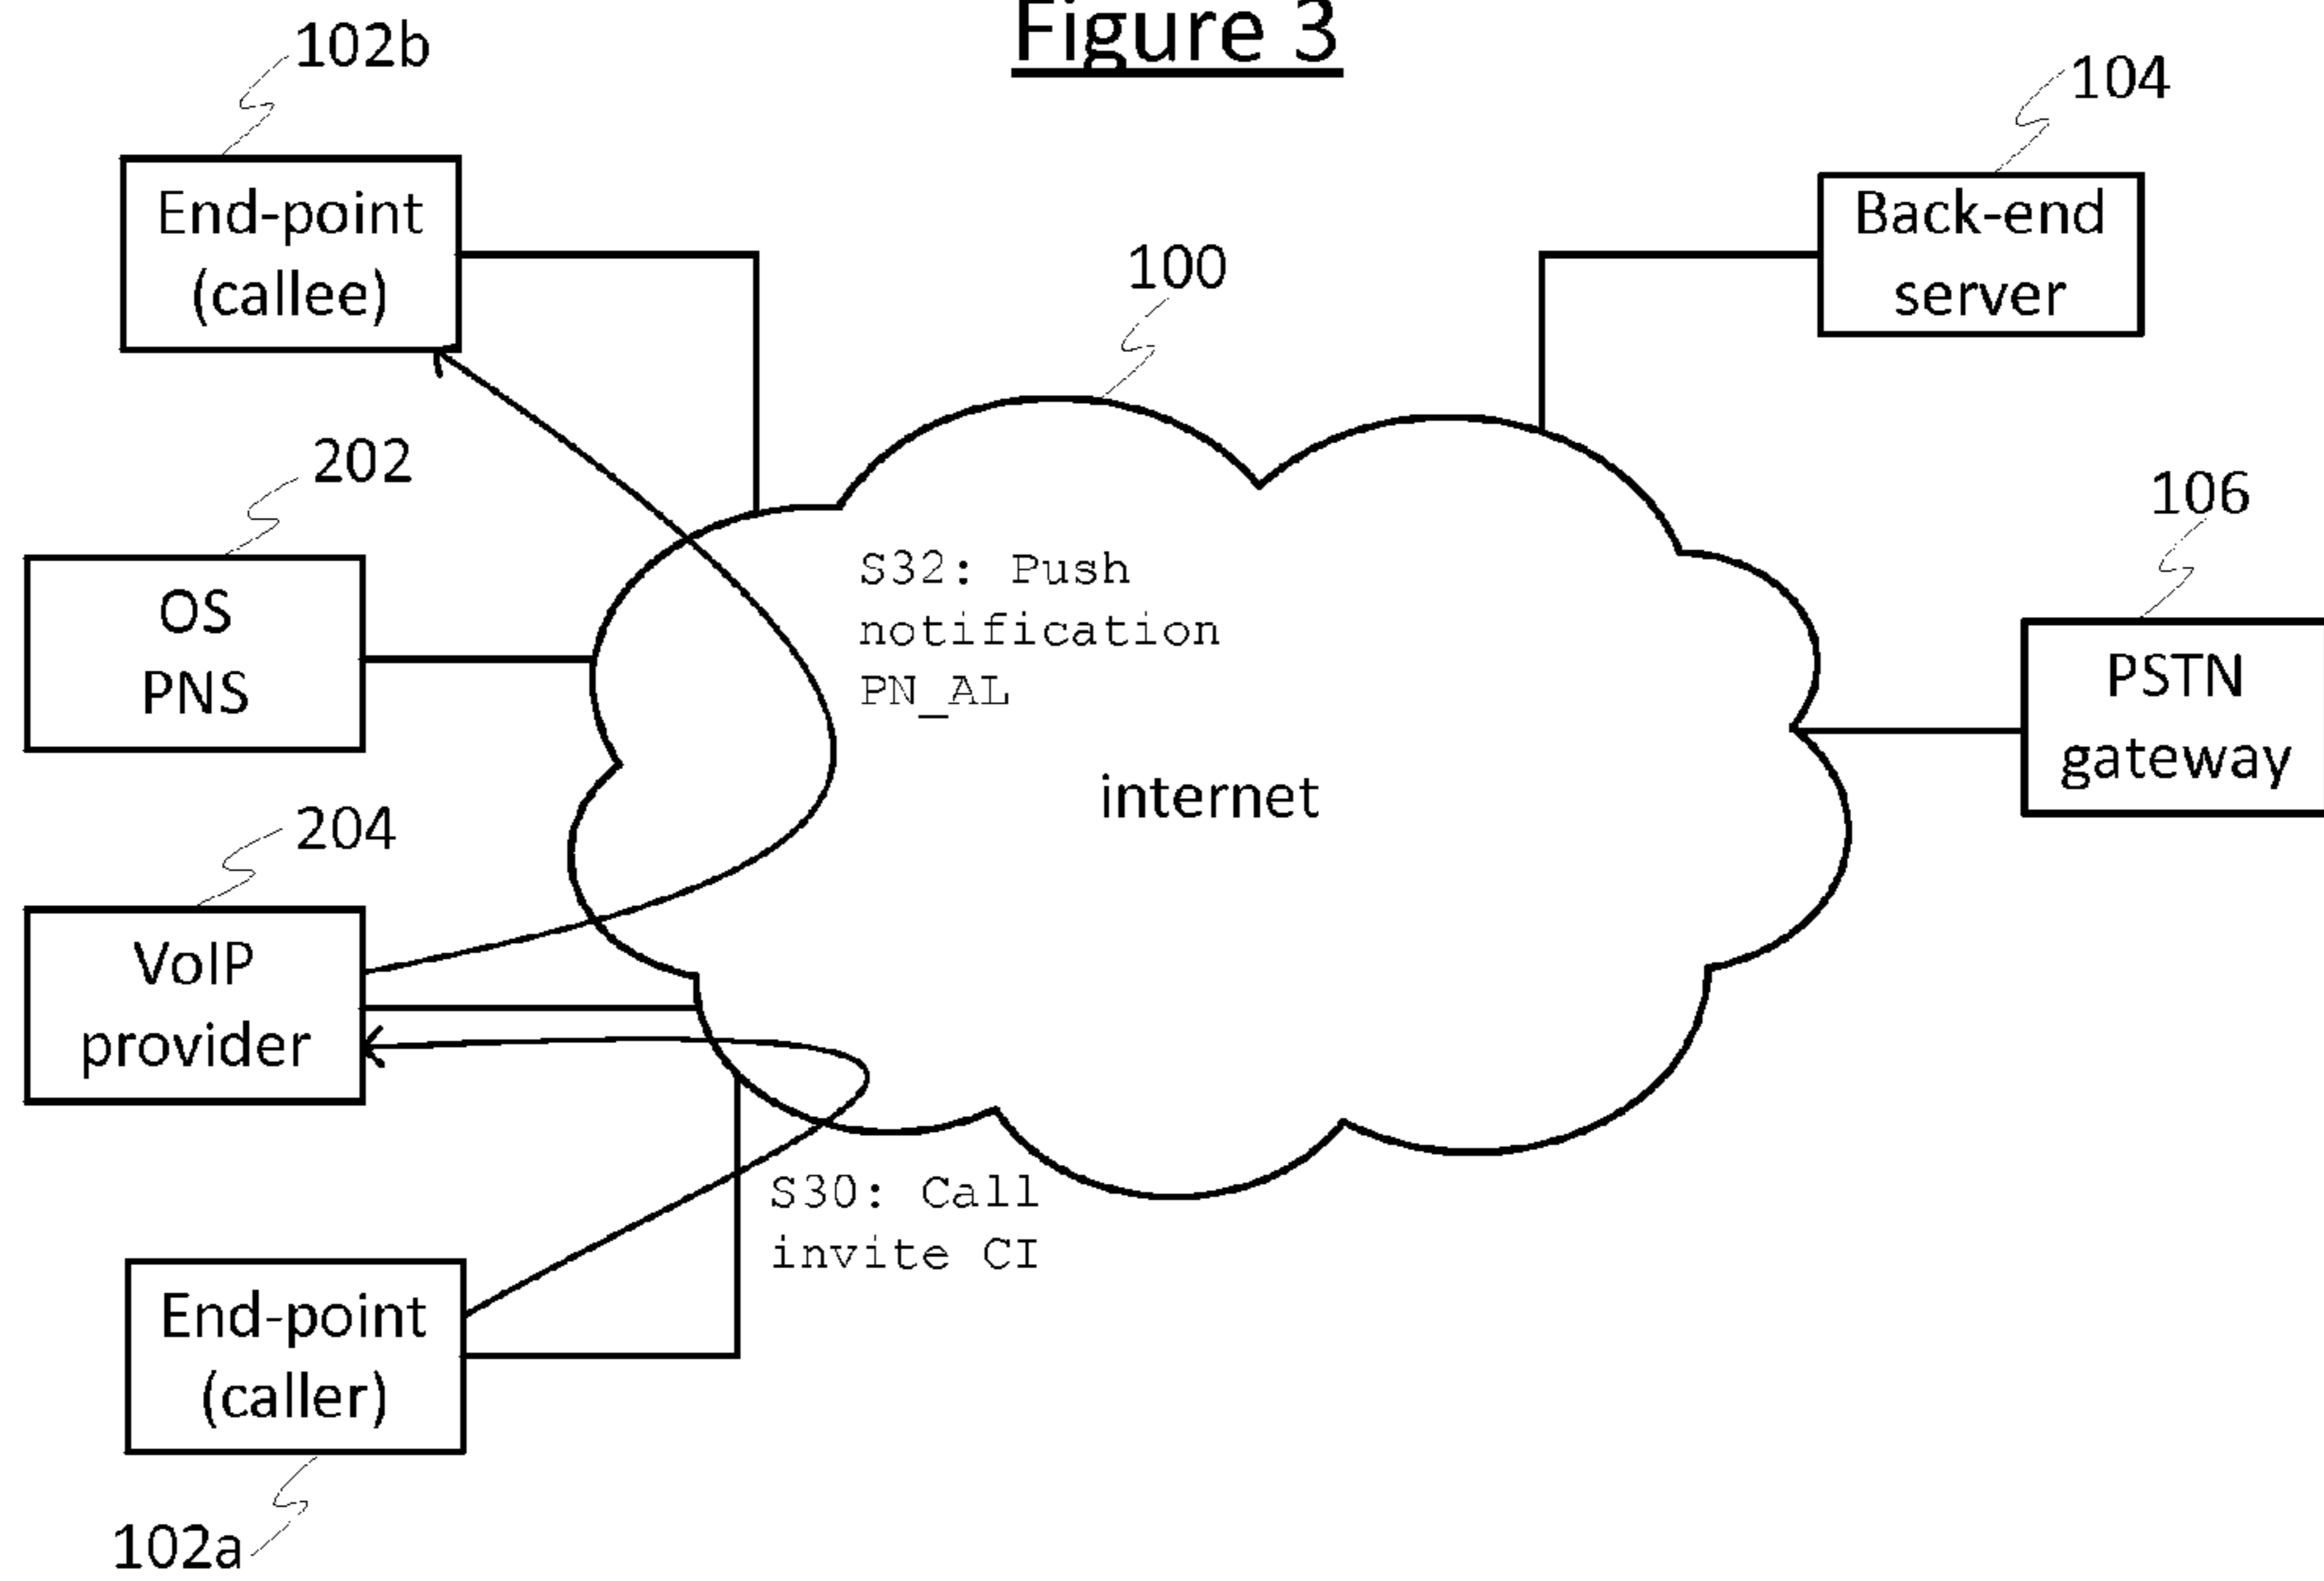 Figure 3
102b
104
End-point
(callee)
Back-end
server
100
202
106
OS
PNS
S32: Push
notification
PN_AL
PSTN
gateway
internet
204
VoIP
provider
S30: Call
invite CI
End-point
(caller)
102a